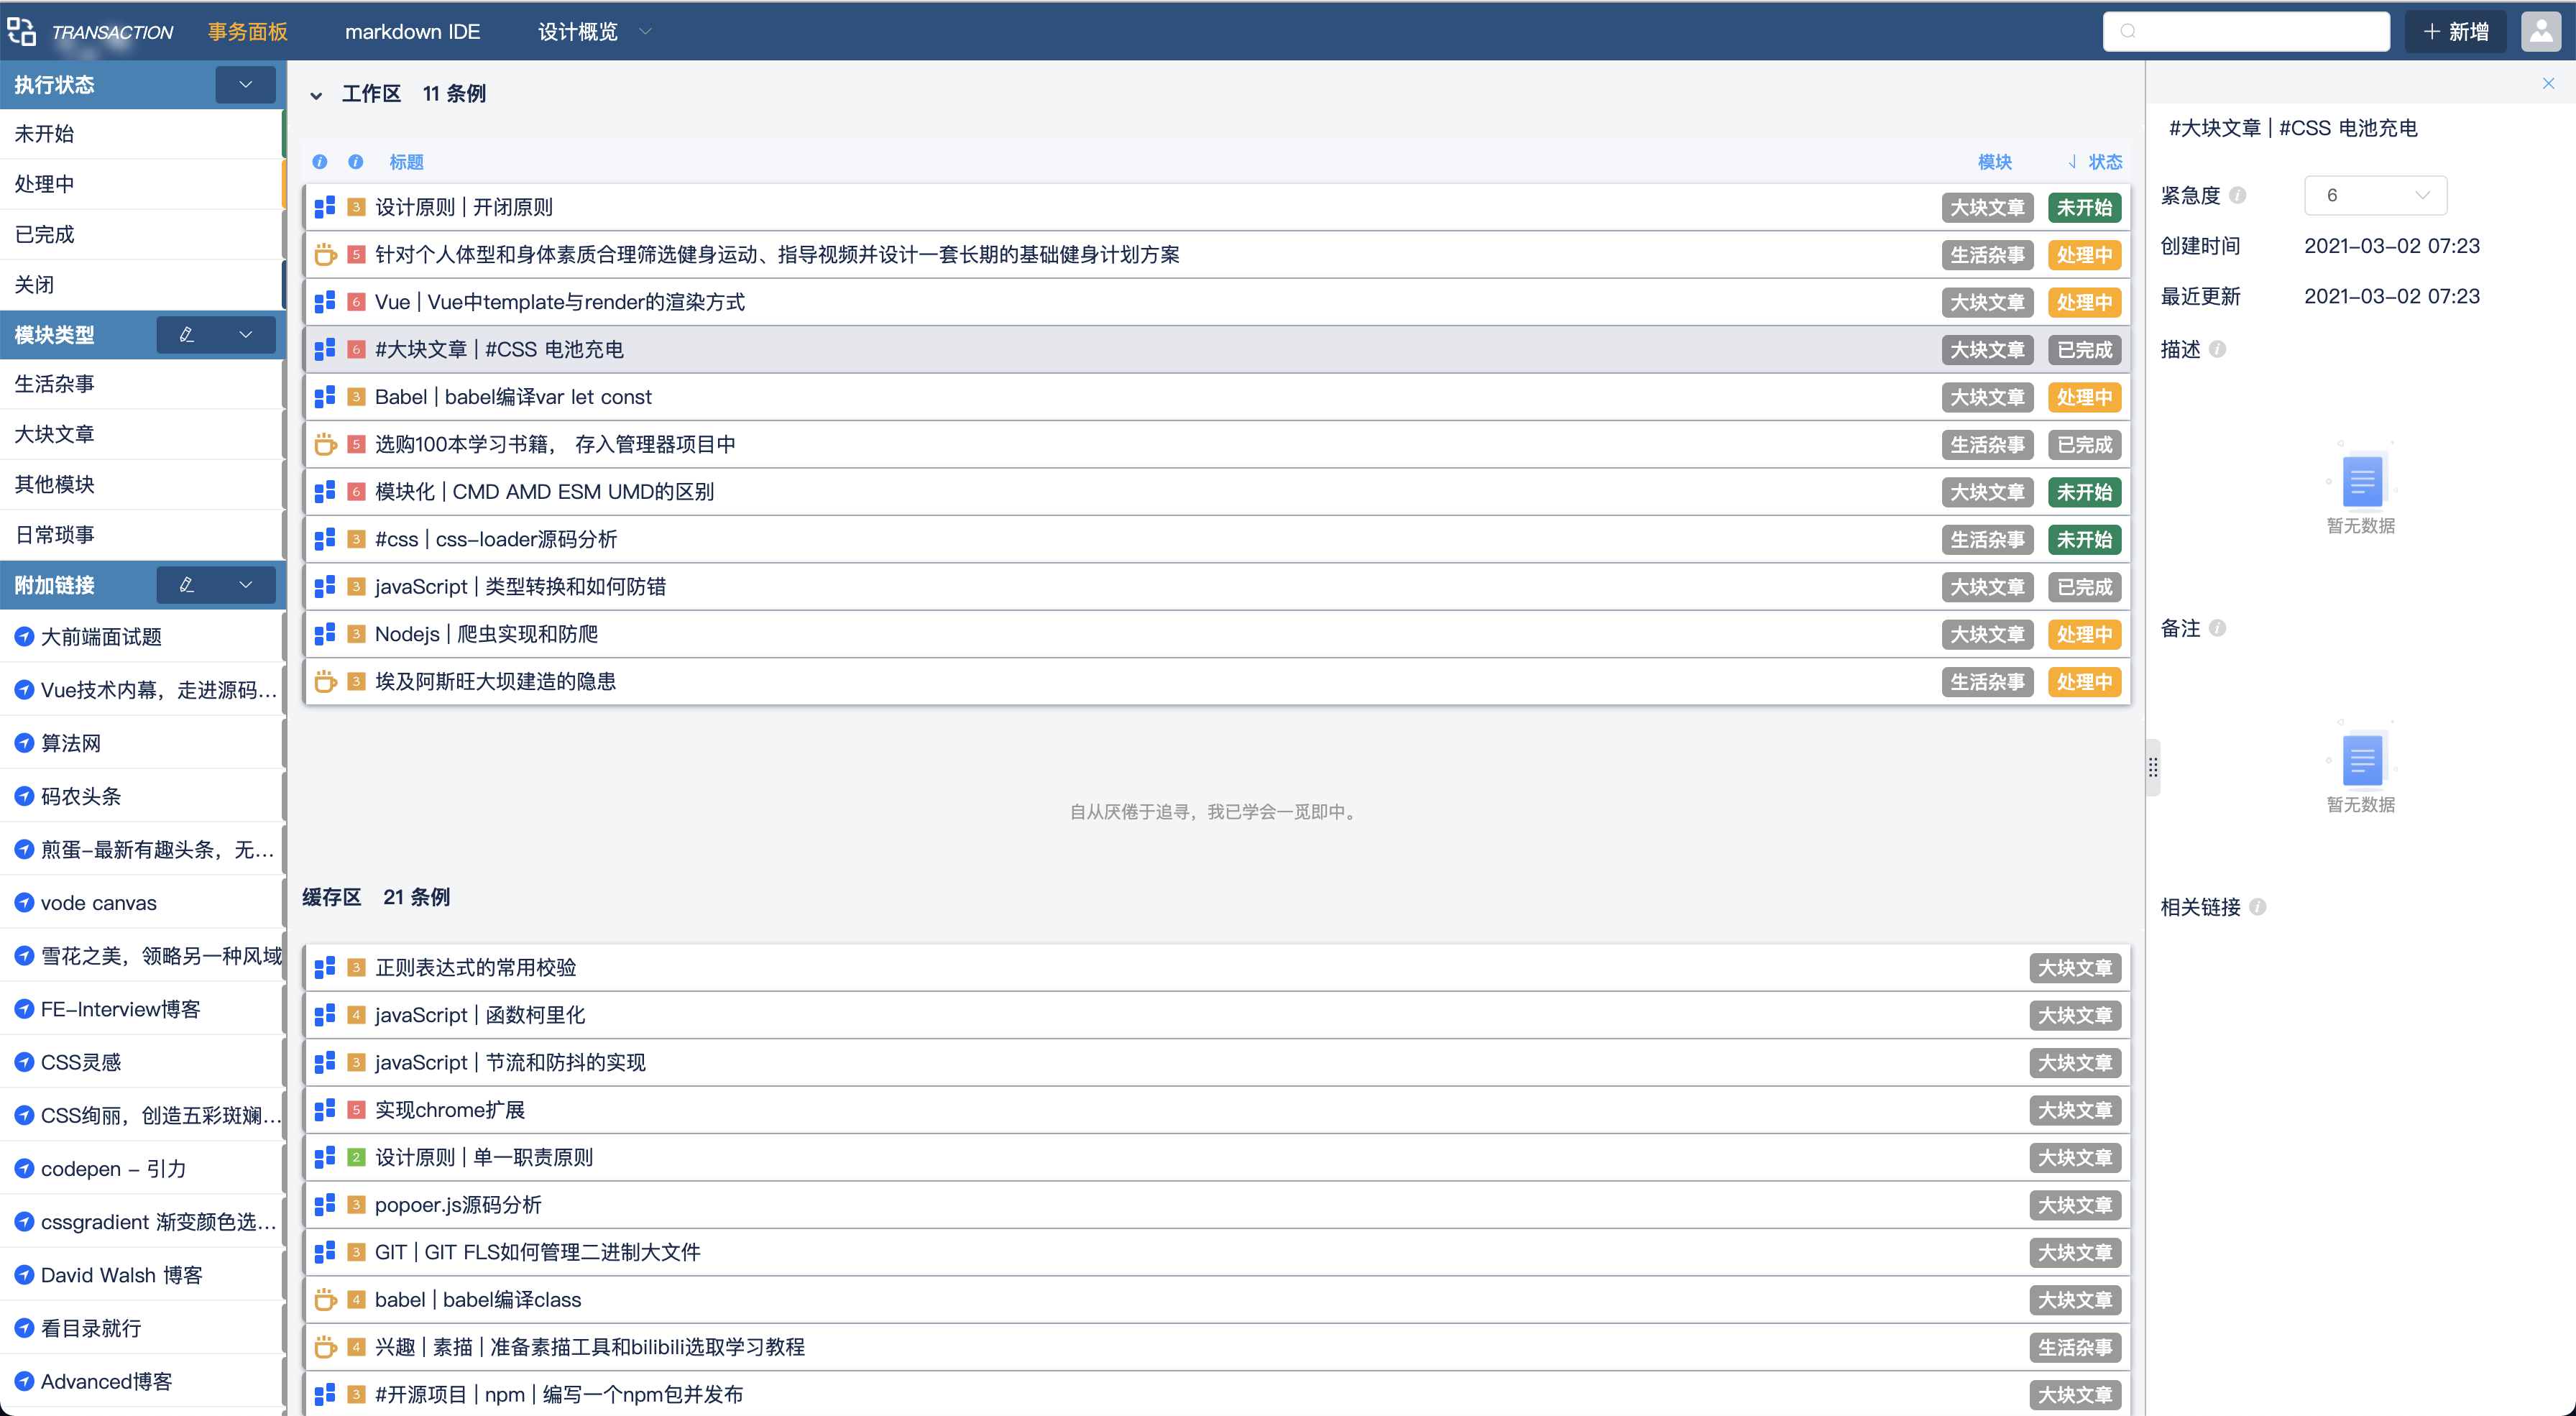 TRANSACTION 事务面板 markdown IDE 设计概览 新增
执行状态
未开始
处理中
已完成
关闭
模块类型
生活杂事
大块文章
其他模块
日常琐事
附加链接
大前端面试题
Vue技术内幕，走进源码...
算法网
码农头条
煎蛋-最新有趣头条，无...
vode canvas
雪花之美，领略另一种风域
FE-Interview博客
CSS灵感
CSS绚丽，创造五彩斑斓...
codepen - 引力
cssgradient 渐变颜色选...
David Walsh 博客
看目录就行
Advanced博客
工作区 11 条例
标题 模块 状态
3 设计原则 | 开闭原则 大块文章 未开始
5 针对个人体型和身体素质合理筛选健身运动、指导视频并设计一套长期的基础健身计划方案 生活杂事 处理中
6 Vue | Vue中template与render的渲染方式 大块文章 处理中
6 #大块文章 | #CSS 电池充电 大块文章 已完成
3 Babel | babel编译var let const 大块文章 处理中
5 选购100本学习书籍， 存入管理器项目中 生活杂事 已完成
6 模块化 | CMD AMD ESM UMD的区别 大块文章 未开始
3 #css | css-loader源码分析 生活杂事 未开始
3 javaScript | 类型转换和如何防错 大块文章 已完成
3 Nodejs | 爬虫实现和防爬 大块文章 处理中
3 埃及阿斯旺大坝建造的隐患 生活杂事 处理中
自从厌倦于追寻，我已学会一觅即中。
缓存区 21 条例
3 正则表达式的常用校验 大块文章
4 javaScript | 函数柯里化 大块文章
3 javaScript | 节流和防抖的实现 大块文章
5 实现chrome扩展 大块文章
2 设计原则 | 单一职责原则 大块文章
3 popoer.js源码分析 大块文章
3 GIT | GIT FLS如何管理二进制大文件 大块文章
4 babel | babel编译class 大块文章
4 兴趣 | 素描 | 准备素描工具和bilibili选取学习教程 生活杂事
3 #开源项目 | npm | 编写一个npm包并发布 大块文章
#大块文章 | #CSS 电池充电
紧急度 6
创建时间 2021-03-02 07:23
最近更新 2021-03-02 07:23
描述
暂无数据
备注
暂无数据
相关链接